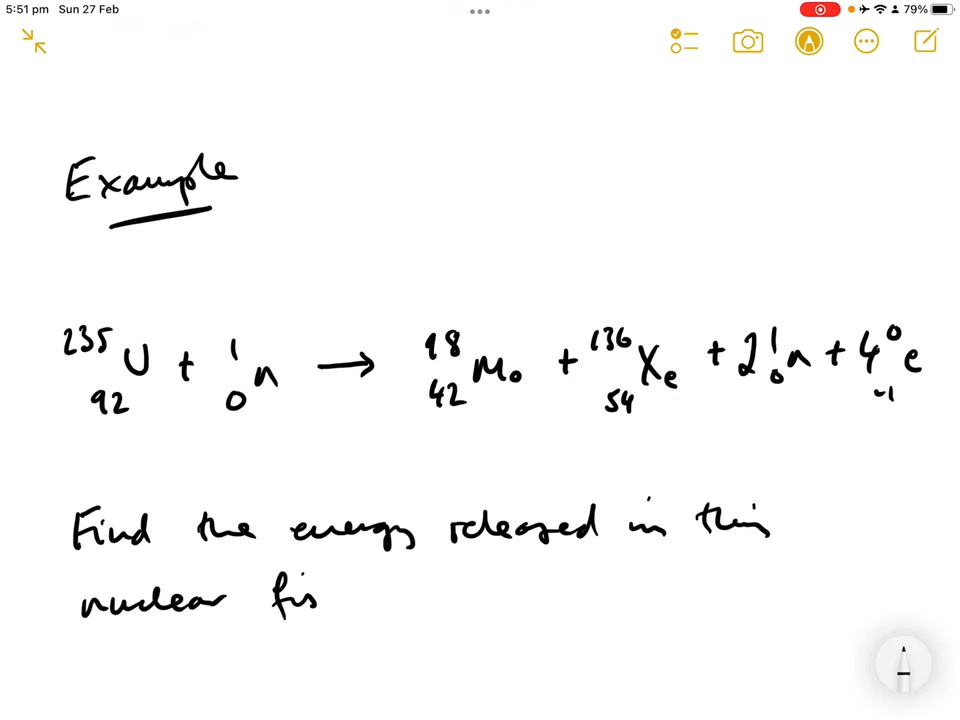 5:51 pm Sun 27 Feb
79%
Example
²³⁵₉₂U + ¹₀n → ⁹⁸₄₂Mo + ¹³⁶₅₄Xe + 2¹₀n + 4⁰₋₁e
Find the energy released in this
nuclear fis